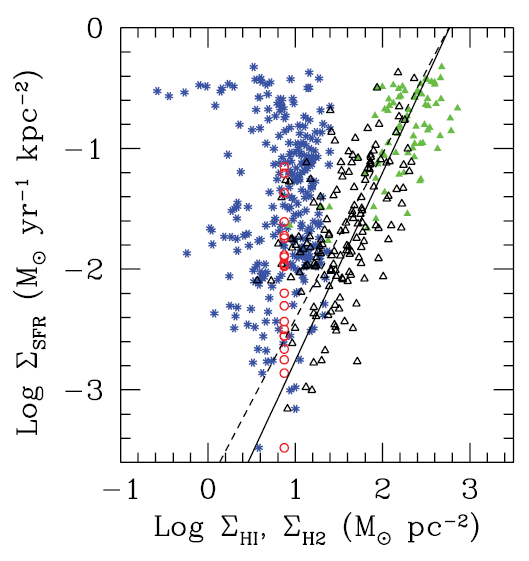 0
−1
−2
−3
−1 0 1 2 3
Log Σ_SFR (M_⊙ yr⁻¹ kpc⁻²)
Log Σ_HI, Σ_H2 (M_⊙ pc⁻²)